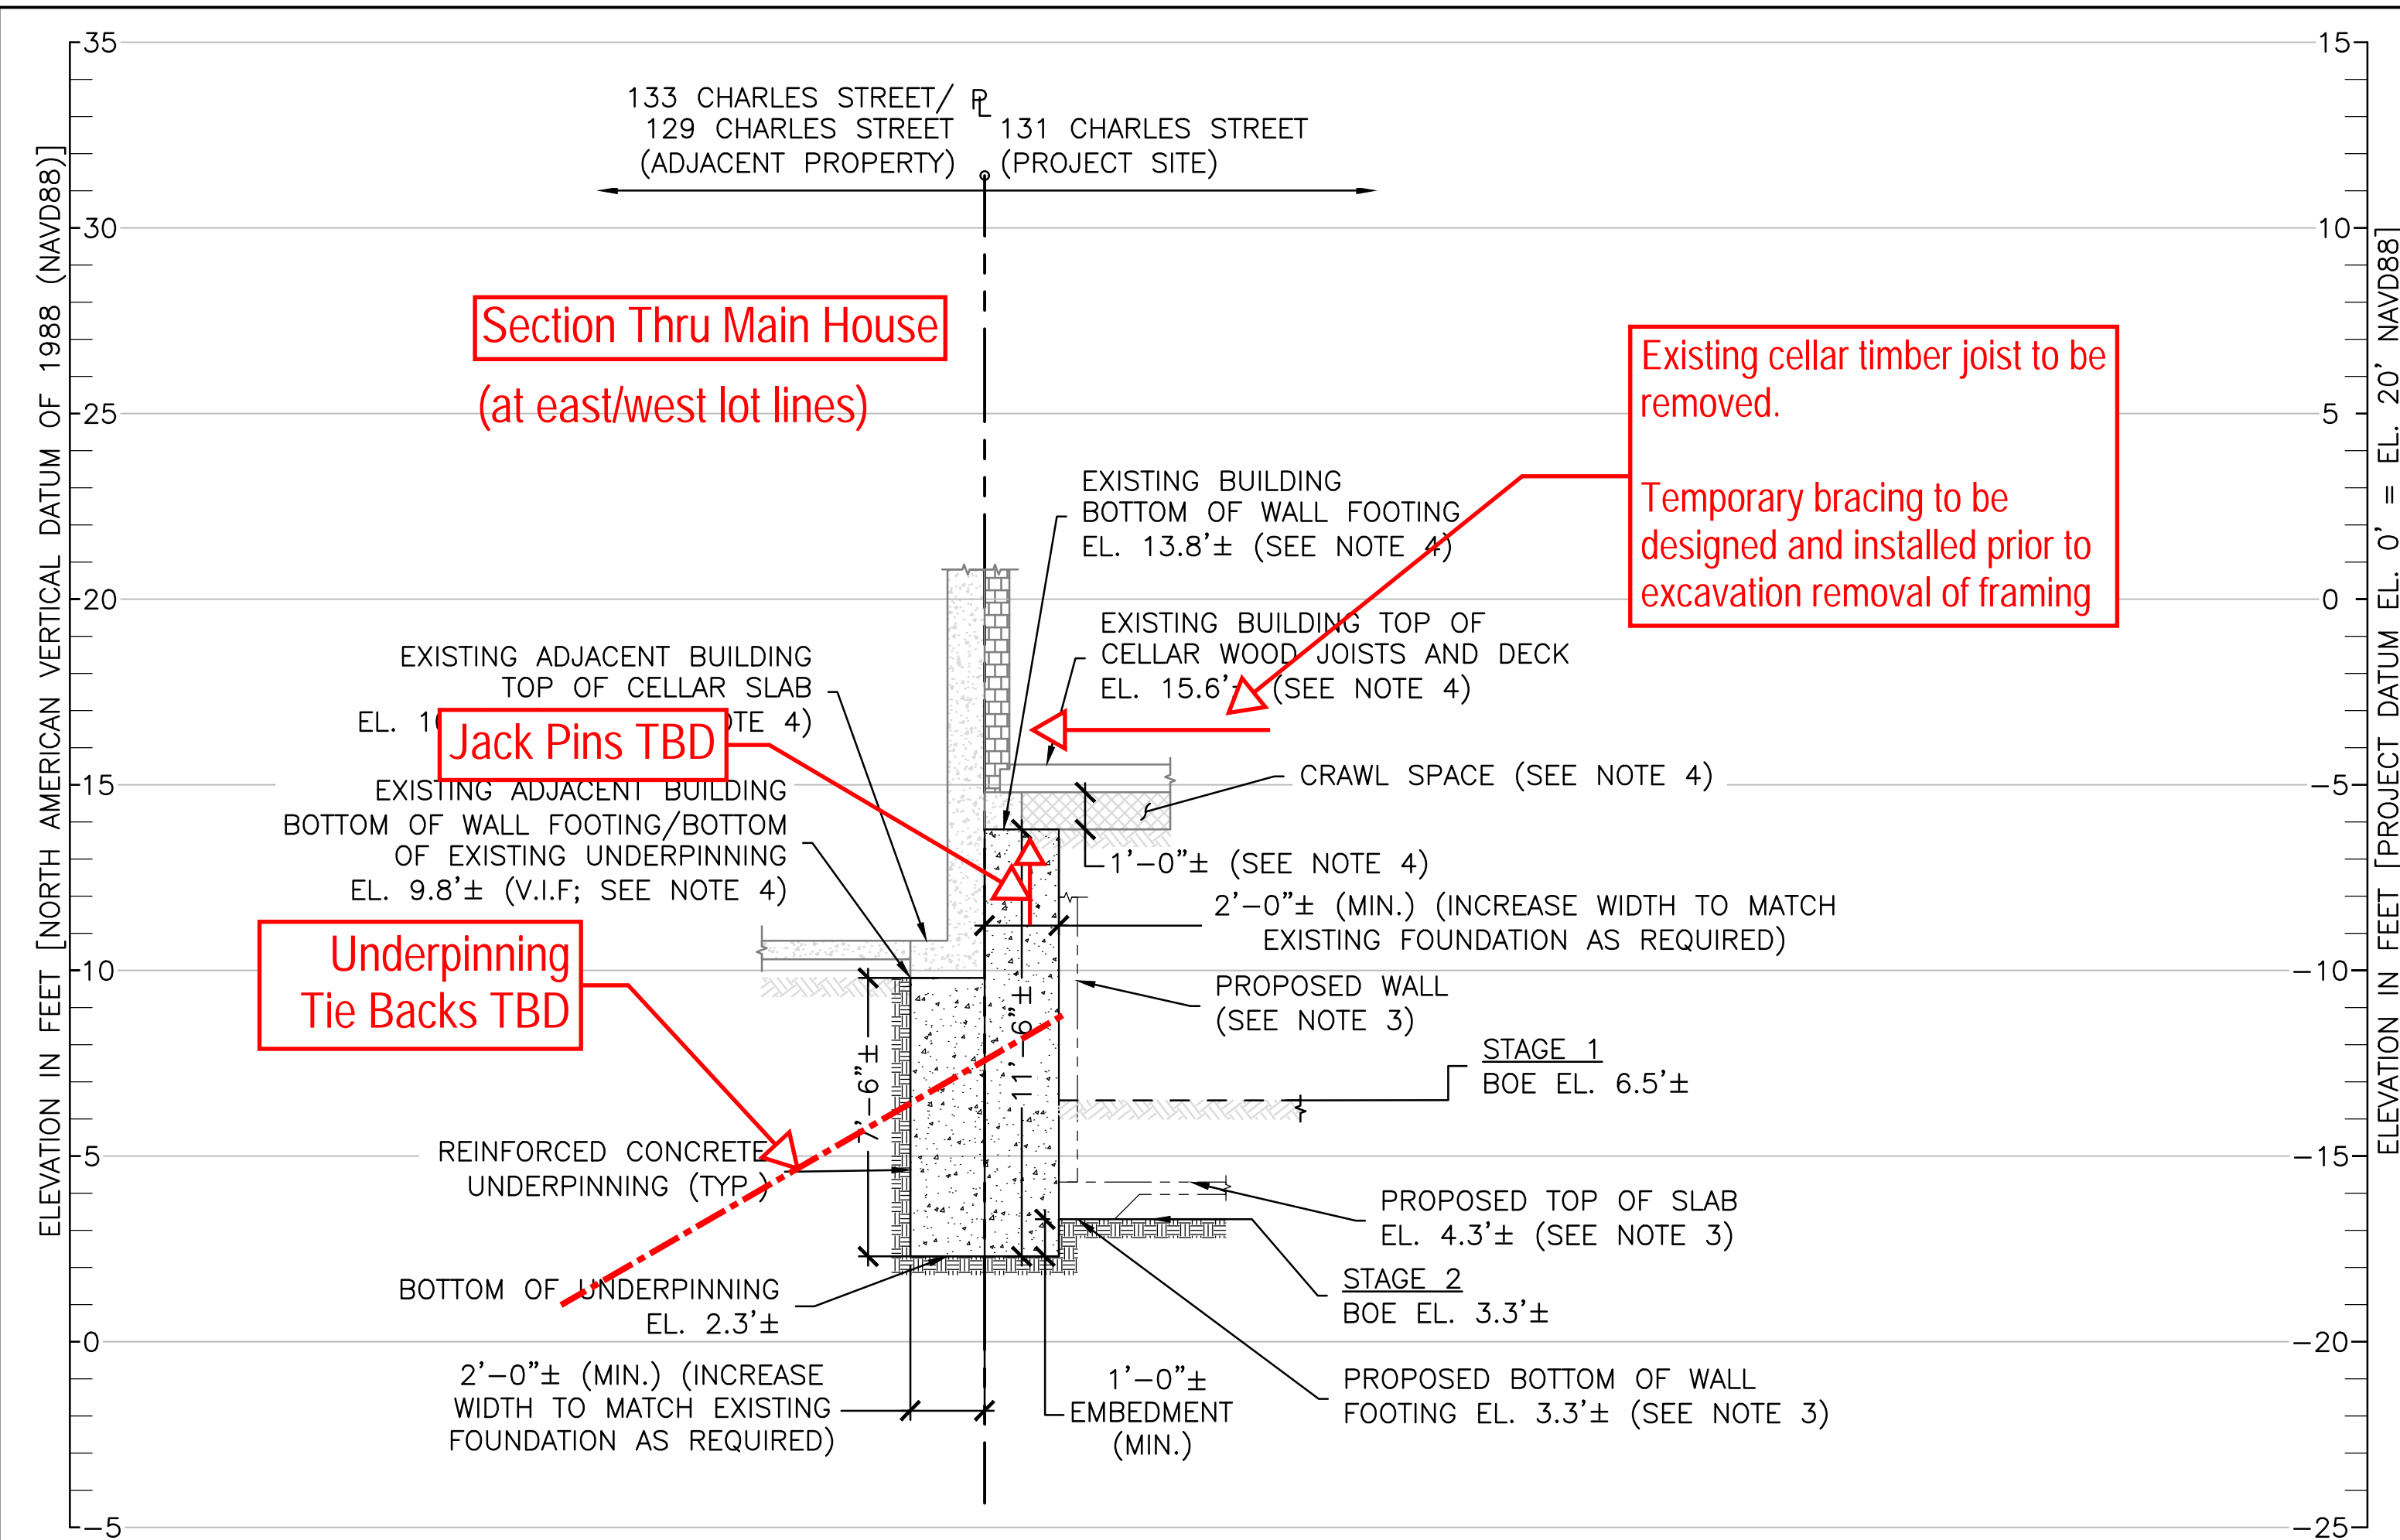 133 CHARLES STREET/
129 CHARLES STREET
(ADJACENT PROPERTY)
PL
131 CHARLES STREET
(PROJECT SITE)
Section Thru Main House
(at east/west lot lines)
Existing cellar timber joist to be
removed.
Temporary bracing to be
designed and installed prior to
excavation removal of framing
EXISTING BUILDING
BOTTOM OF WALL FOOTING
EL. 13.8'± (SEE NOTE 4)
EXISTING BUILDING TOP OF
CELLAR WOOD JOISTS AND DECK
EL. 15.6' (SEE NOTE 4)
EXISTING ADJACENT BUILDING
TOP OF CELLAR SLAB
EL. NOTE 4)
Jack Pins TBD
CRAWL SPACE (SEE NOTE 4)
EXISTING ADJACENT BUILDING
BOTTOM OF WALL FOOTING/BOTTOM
OF EXISTING UNDERPINNING
EL. 9.8'± (V.I.F; SEE NOTE 4)
1'-0"± (SEE NOTE 4)
2'-0"± (MIN.) (INCREASE WIDTH TO MATCH
EXISTING FOUNDATION AS REQUIRED)
Underpinning
Tie Backs TBD
PROPOSED WALL
(SEE NOTE 3)
7'-6"±
11'-6"±
STAGE 1
BOE EL. 6.5'±
REINFORCED CONCRETE
UNDERPINNING (TYP.)
PROPOSED TOP OF SLAB
EL. 4.3'± (SEE NOTE 3)
STAGE 2
BOE EL. 3.3'±
BOTTOM OF UNDERPINNING
EL. 2.3'±
2'-0"± (MIN.) (INCREASE
WIDTH TO MATCH EXISTING
FOUNDATION AS REQUIRED)
1'-0"±
EMBEDMENT
(MIN.)
PROPOSED BOTTOM OF WALL
FOOTING EL. 3.3'± (SEE NOTE 3)
ELEVATION IN FEET [NORTH AMERICAN VERTICAL DATUM OF 1988 (NAVD88)]
35
30
25
20
15
10
5
0
-5
15
10
5
0
-5
-10
-15
-20
-25
ELEVATION IN FEET [PROJECT DATUM EL. 0' = EL. 20' NAVD88]